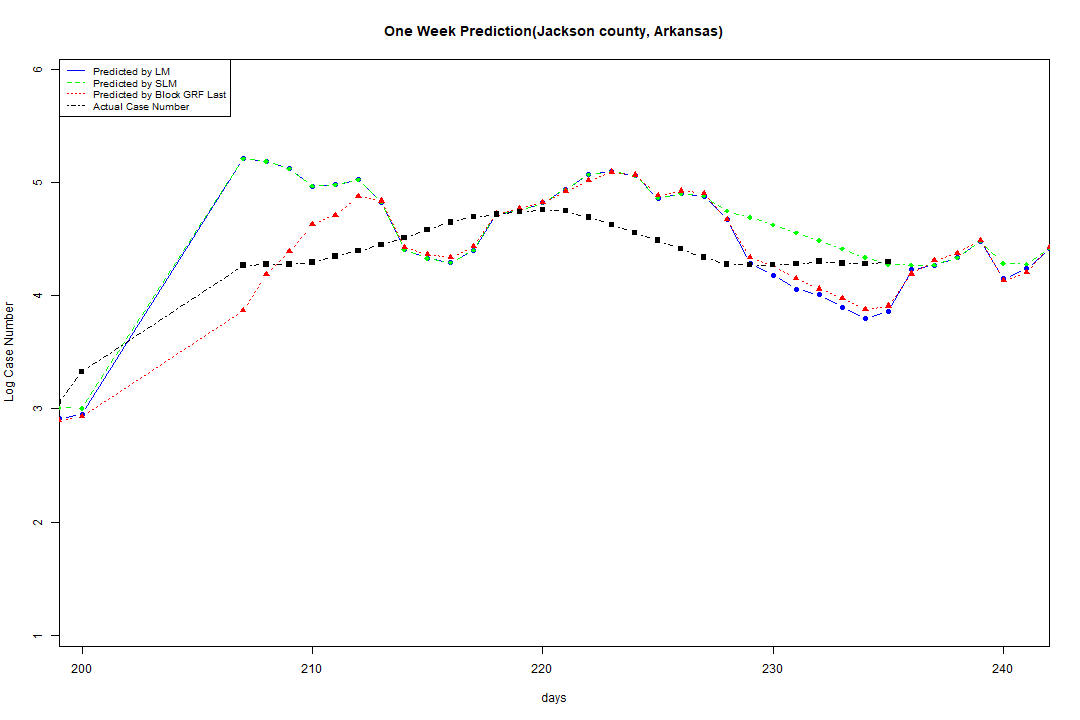 One Week Prediction(Jackson county, Arkansas)
Predicted by LM
Predicted by SLM
Predicted by Block GRF Last
Actual Case Number
6
5
4
3
2
1
Log Case Number
200 210 220 230 240
days